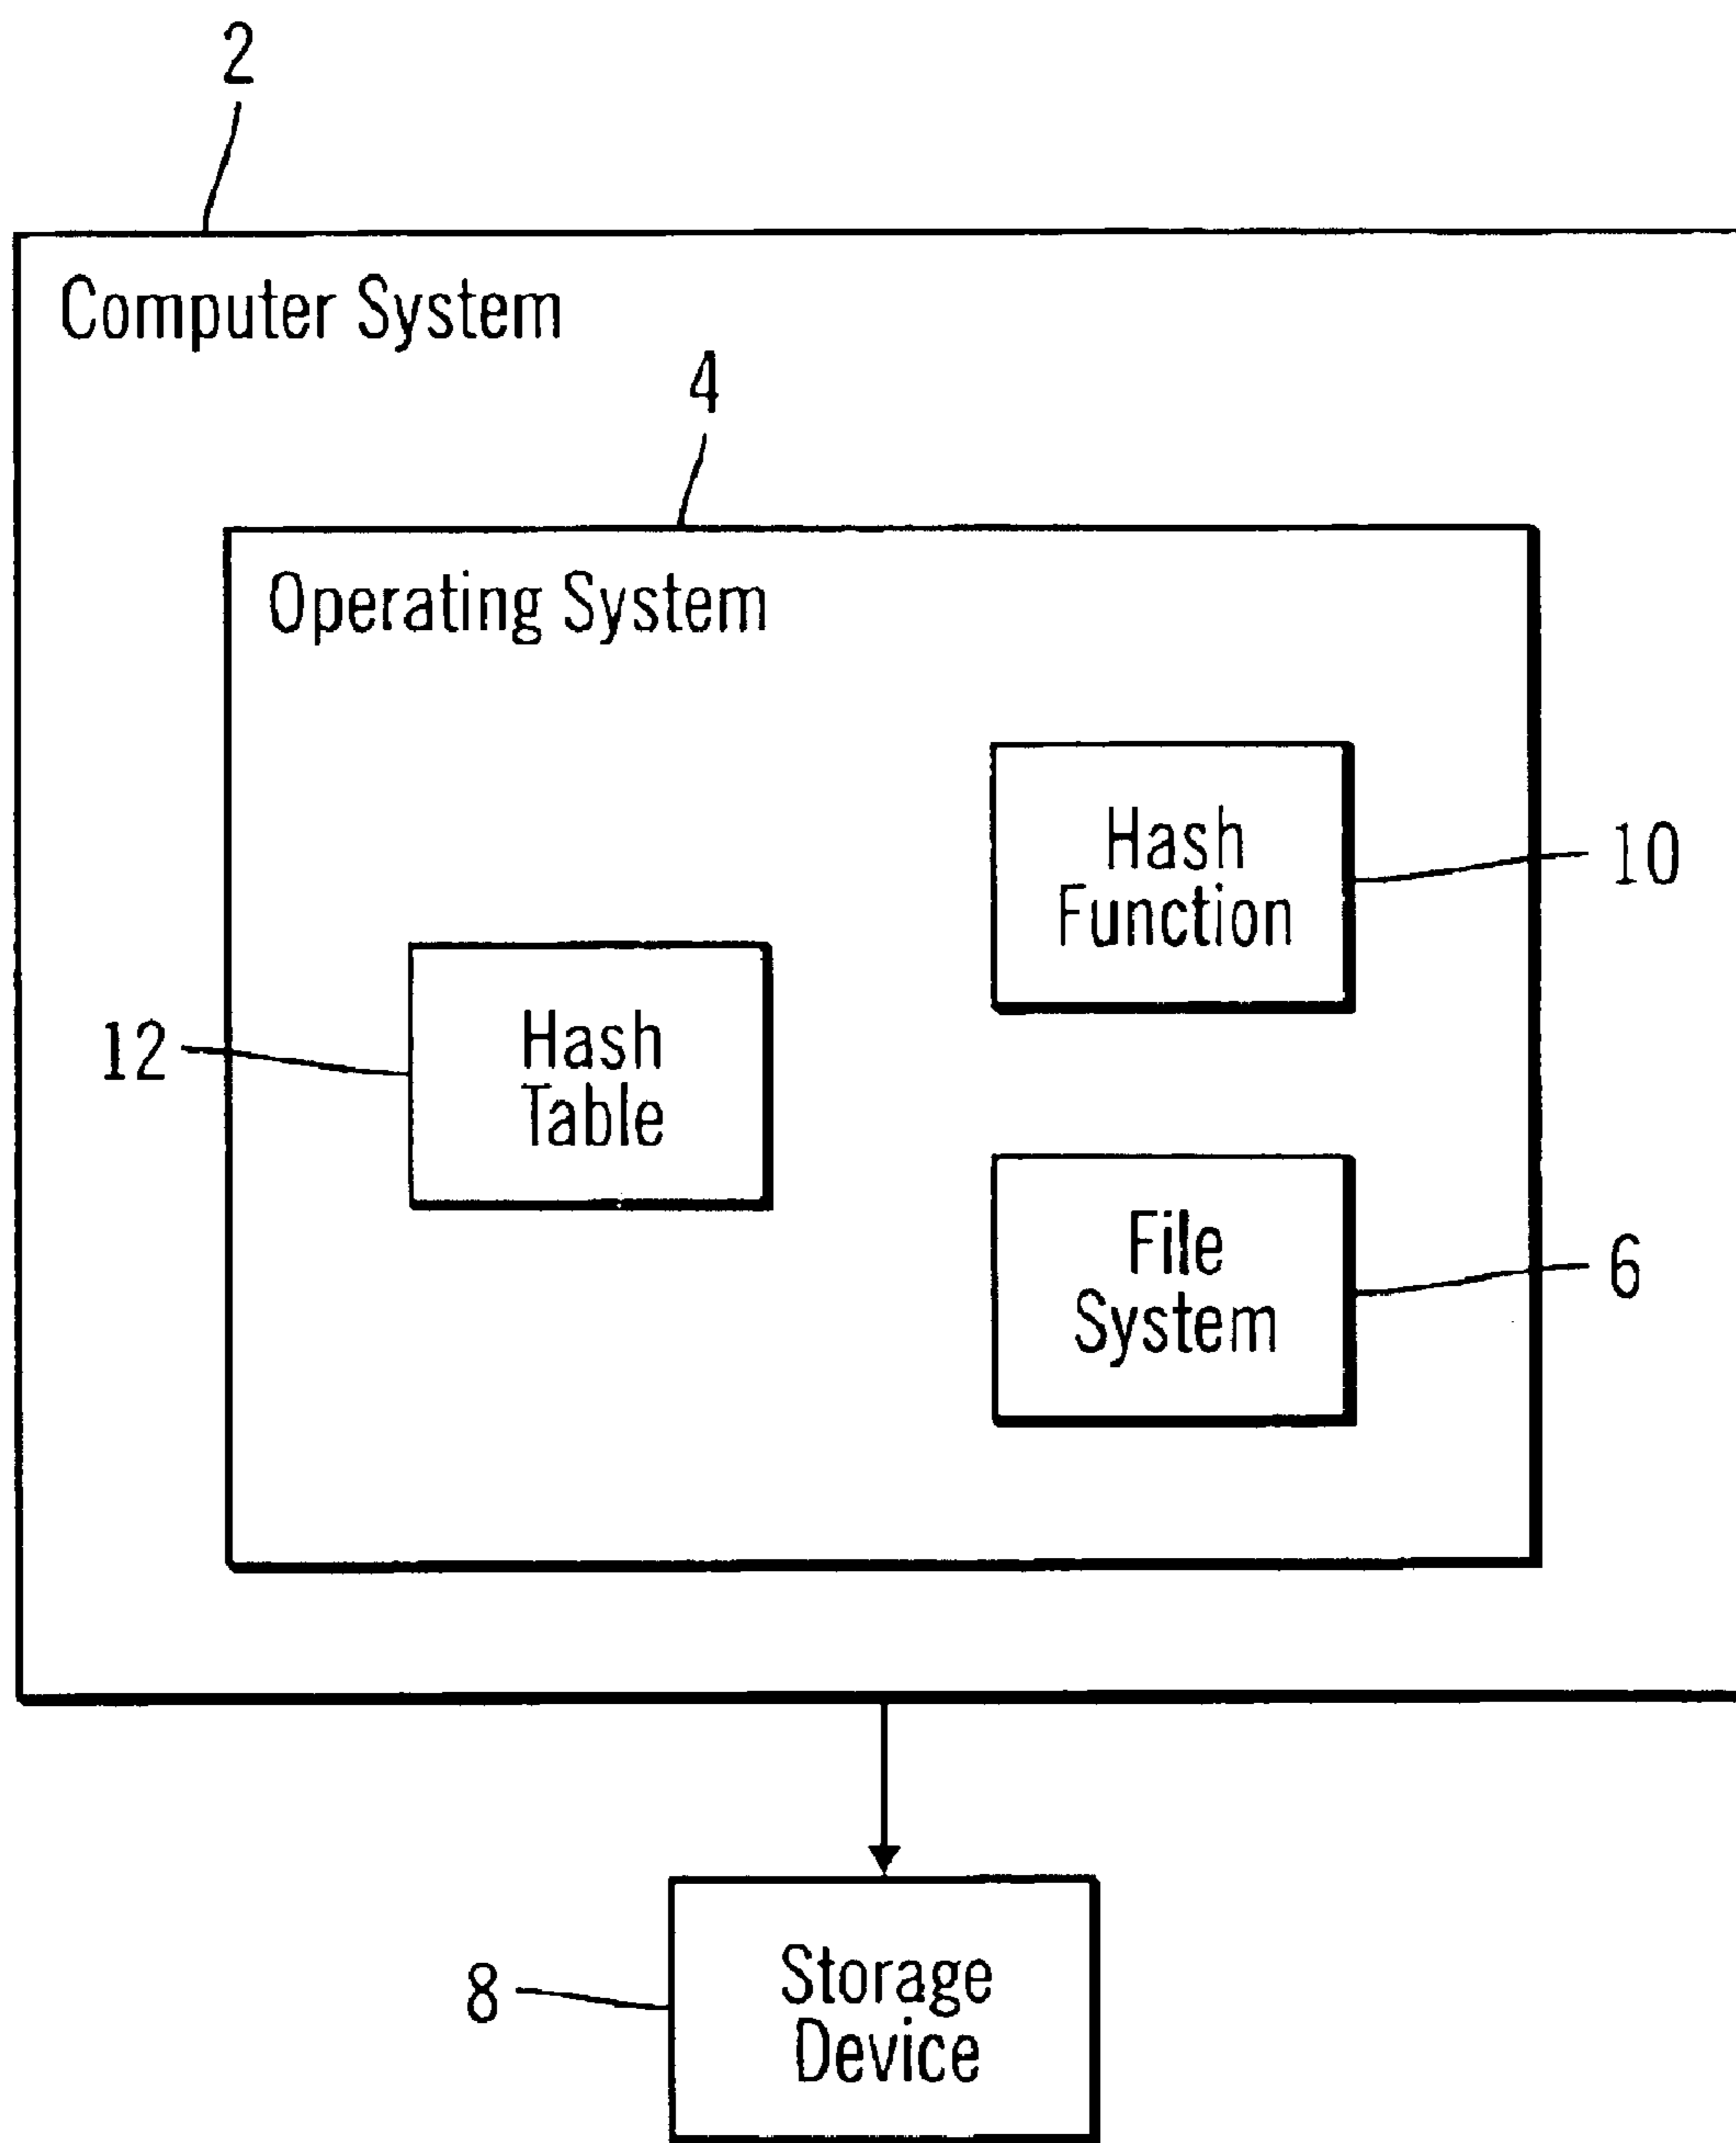 2
Computer System
4
Operating System
Hash
Function
10
12
Hash
Table
File
System
6
8
Storage
Device